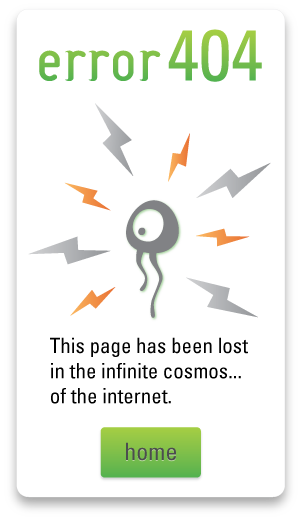 error 404
This page has been lost
in the infinite cosmos...
of the internet.
home